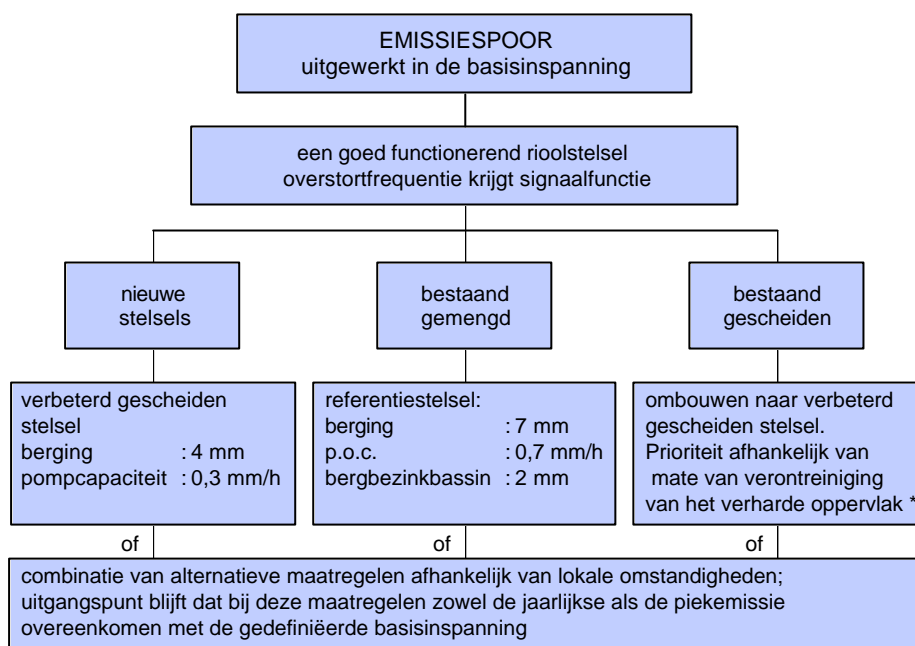 EMISSIESPOOR
uitgewerkt in de basisinspanning
een goed functionerend rioolstelsel
overstortfrequentie krijgt signaalfunctie
nieuwe
stelsels
bestaand
gemengd
bestaand
gescheiden
verbeterd gescheiden
stelsel
berging : 4 mm
pompcapaciteit : 0,3 mm/h
referentiestelsel:
berging : 7 mm
p.o.c. : 0,7 mm/h
bergbezinkbassin : 2 mm
ombouwen naar verbeterd
gescheiden stelsel.
Prioriteit afhankelijk van
mate van verontreiniging
van het verharde oppervlak *
of
of
of
combinatie van alternatieve maatregelen afhankelijk van lokale omstandigheden;
uitgangspunt blijft dat bij deze maatregelen zowel de jaarlijkse als de piekemissie
overeenkomen met de gedefiniëerde basisinspanning